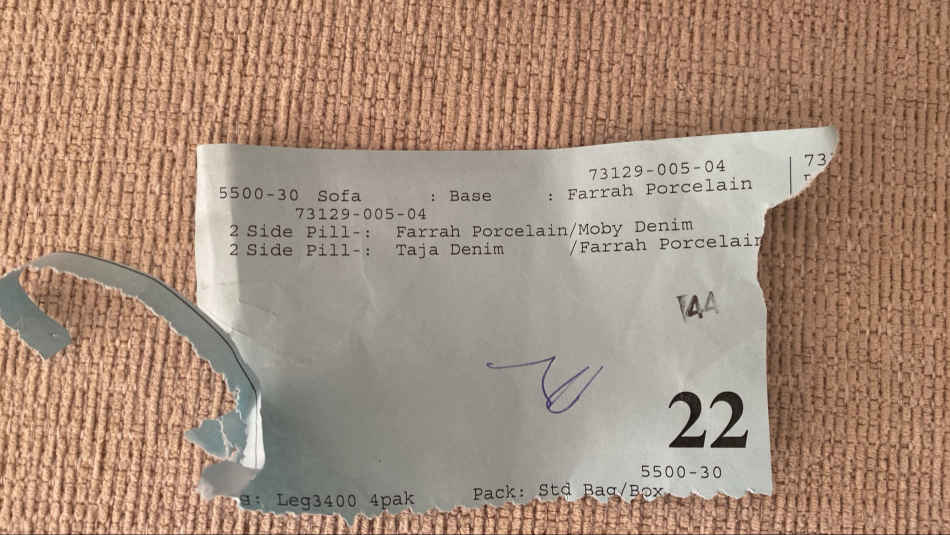 73129-005-04
5500-30 Sofa : Base : Farrah Porcelain
73129-005-04
2 Side Pill-: Farrah Porcelain/Moby Denim
2 Side Pill-: Taja Denim /Farrah Porcelain
22
5500-30
g: Leg3400 4pak Pack: Std Bag/Box